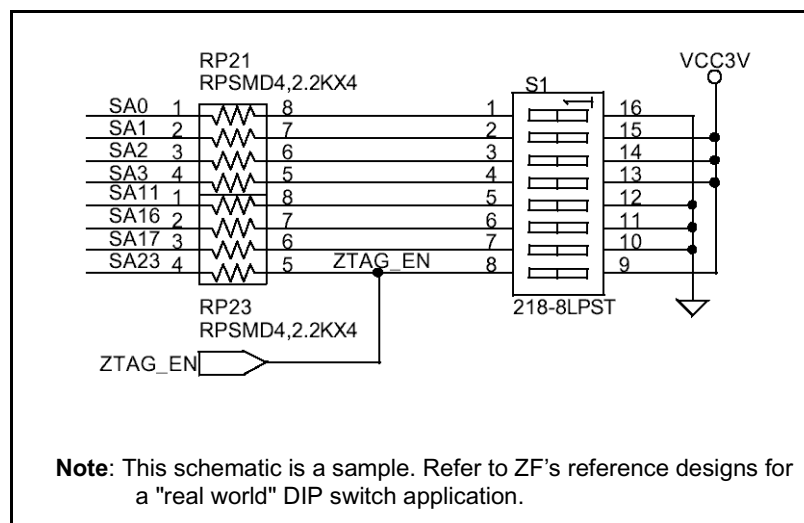 RP21
RPSMD4,2.2KX4
S1
VCC3V
SA0 1 8 1 16
SA1 2 7 2 15
SA2 3 6 3 14
SA3 4 5 4 13
SA11 1 8 5 12
SA16 2 7 6 11
SA17 3 6 7 10
SA23 4 5 ZTAG_EN 8 9
RP23
RPSMD4,2.2KX4
218-8LPST
ZTAG_EN
Note: This schematic is a sample. Refer to ZF's reference designs for
a "real world" DIP switch application.